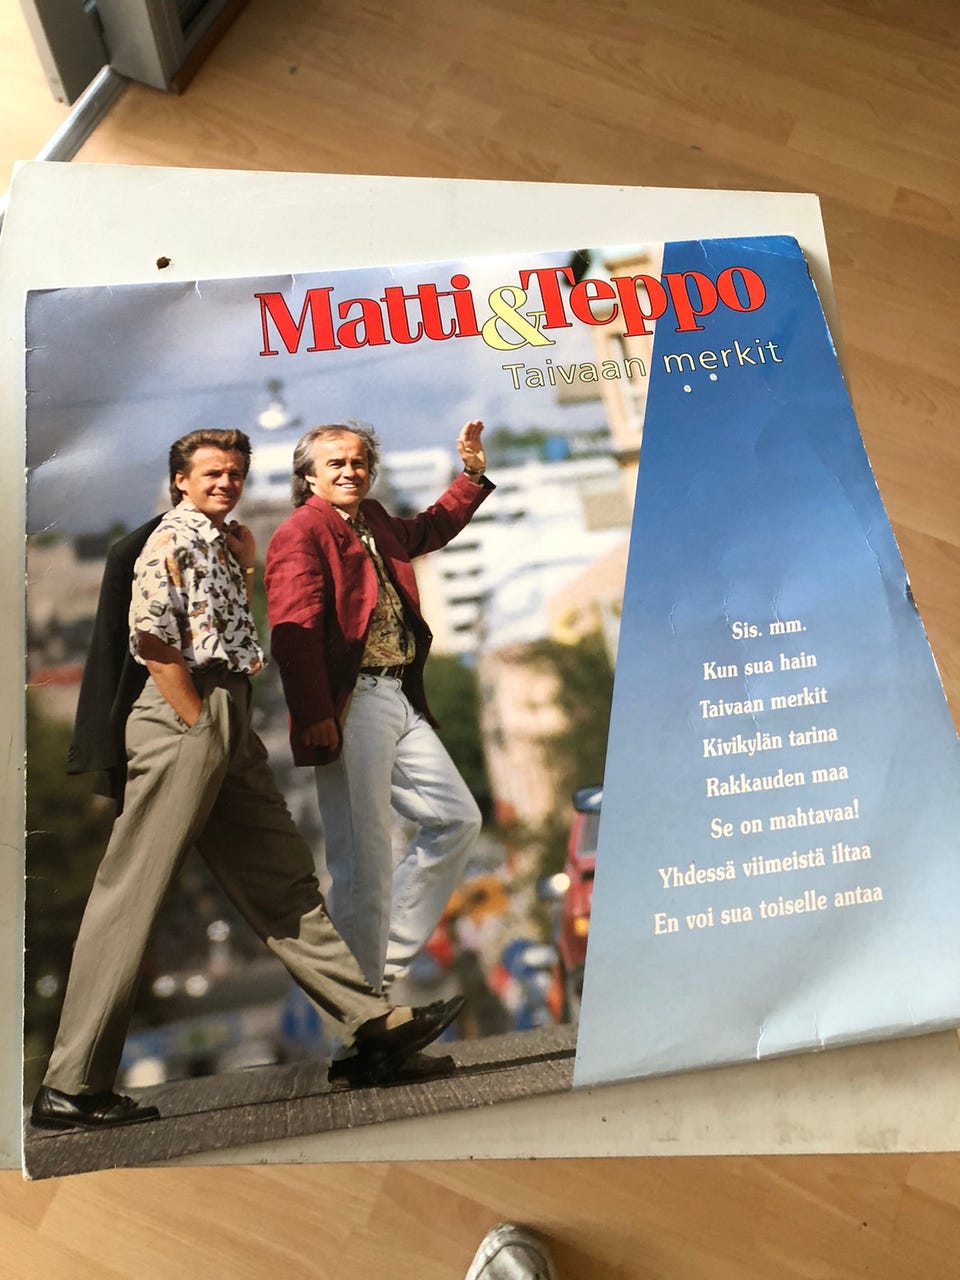 Matti & Teppo
Taivaan merkit
Sis. mm.
Kun sua hain
Taivaan merkit
Kivikylän tarina
Rakkauden maa
Se on mahtavaa!
Yhdessä viimeistä iltaa
En voi sua toiselle antaa